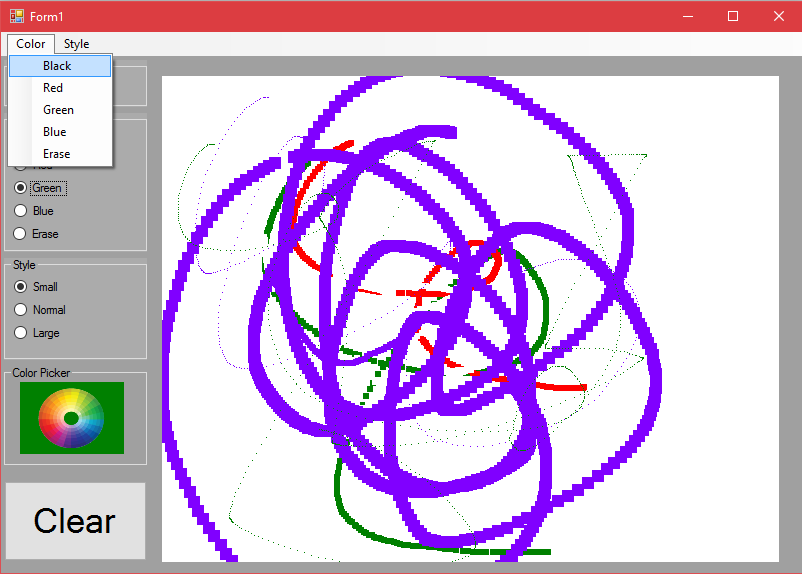 Form1
Color Style
Black
Red
Green
Blue
Erase
Green
Blue
Erase
Style
Small
Normal
Large
Color Picker
Clear